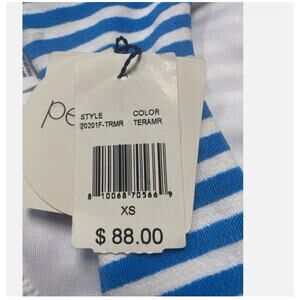 pe
STYLE COLOR
20201F-TRMR TERAMR
8 10068 70566 9
XS
$ 88.00